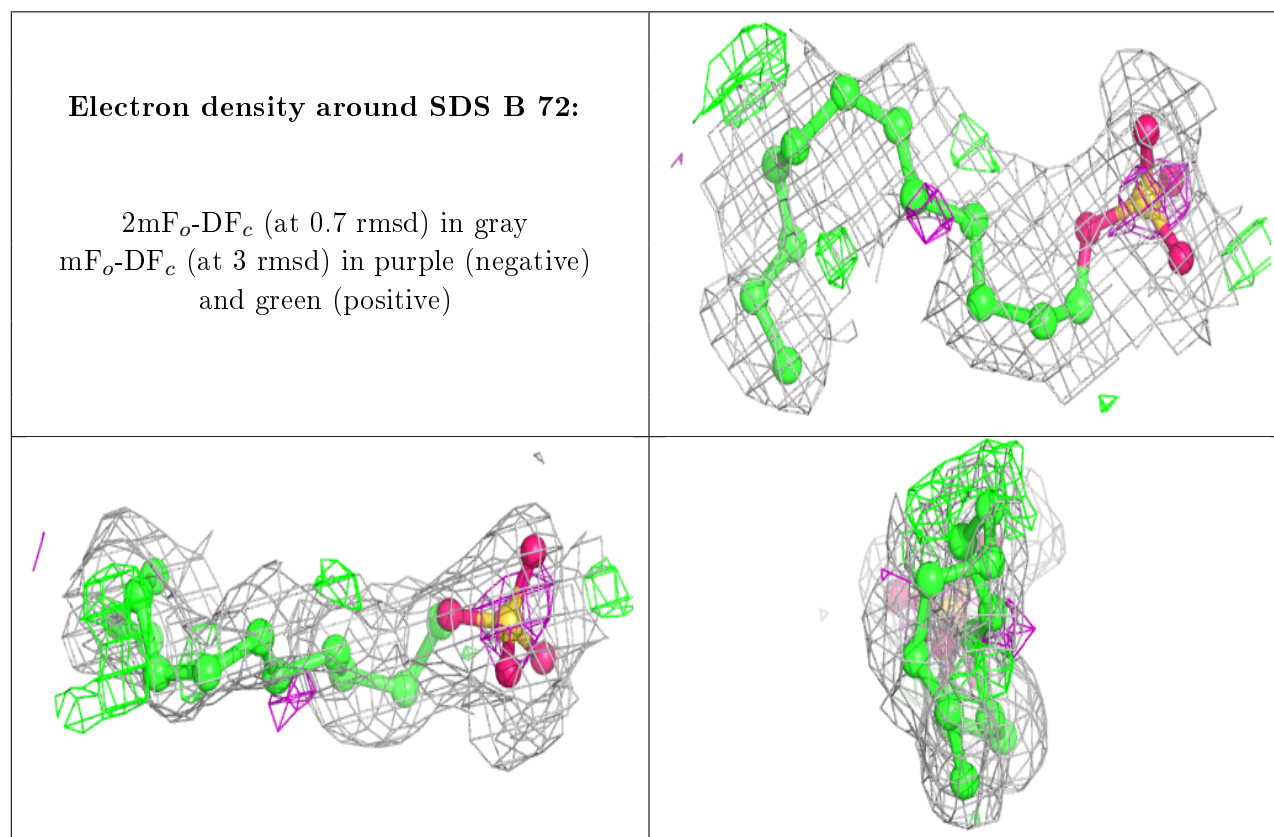 Electron density around SDS B 72:
2mFₒ-DF𝒸 (at 0.7 rmsd) in gray
mFₒ-DF𝒸 (at 3 rmsd) in purple (negative)
and green (positive)